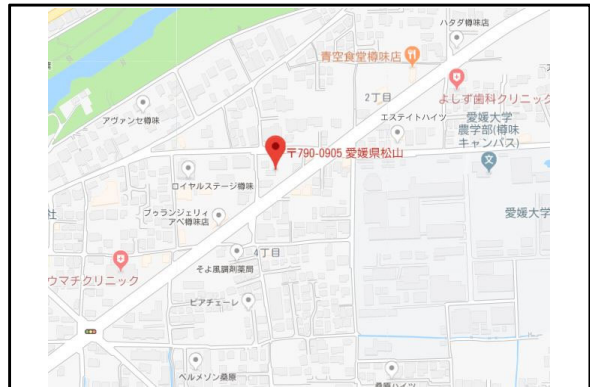 ハタダ樽味店
青空食堂樽味店
2丁目
よしず歯科クリニック
アヴァンセ樽味
エステイトハイツ
愛媛大学
農学部(樽味
キャンパス)
〒790-0905 愛媛県松山
ロイヤルステージ樽味
社
ブゥランジェリィ
アベ樽味店
愛媛大学
4丁目
そよ風調剤薬局
ウマチクリニック
ピアチェーレ
ベルメゾン桑原
桑原ハイツ